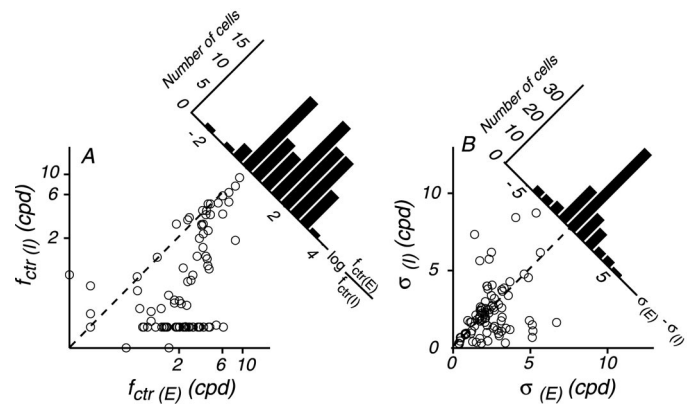 Number of cells
0 5 10 15
-2 2 4
log f_ctr(E) / f_ctr(I)
A
f_ctr (I) (cpd)
10
6
2
2 6 10
f_ctr (E) (cpd)
Number of cells
0 10 20 30
-5 5
σ (E) - σ (I)
B
σ (I) (cpd)
10
5
0
0 5 10
σ (E) (cpd)